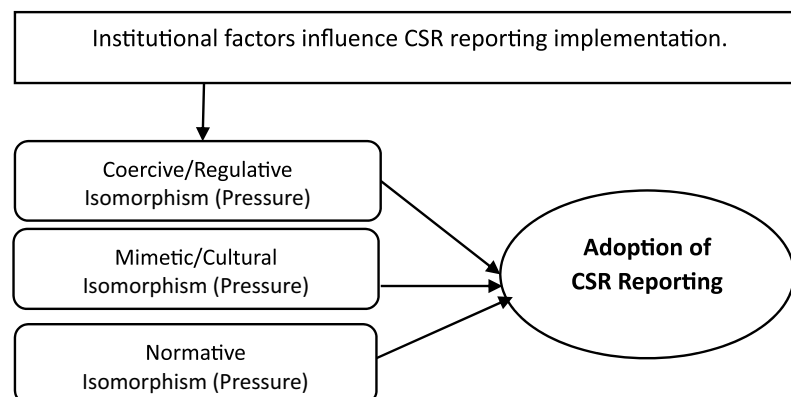 Institutional factors influence CSR reporting implementation.
Coercive/Regulative
Isomorphism (Pressure)
Mimetic/Cultural
Isomorphism (Pressure)
Normative
Isomorphism (Pressure)
Adoption of
CSR Reporting